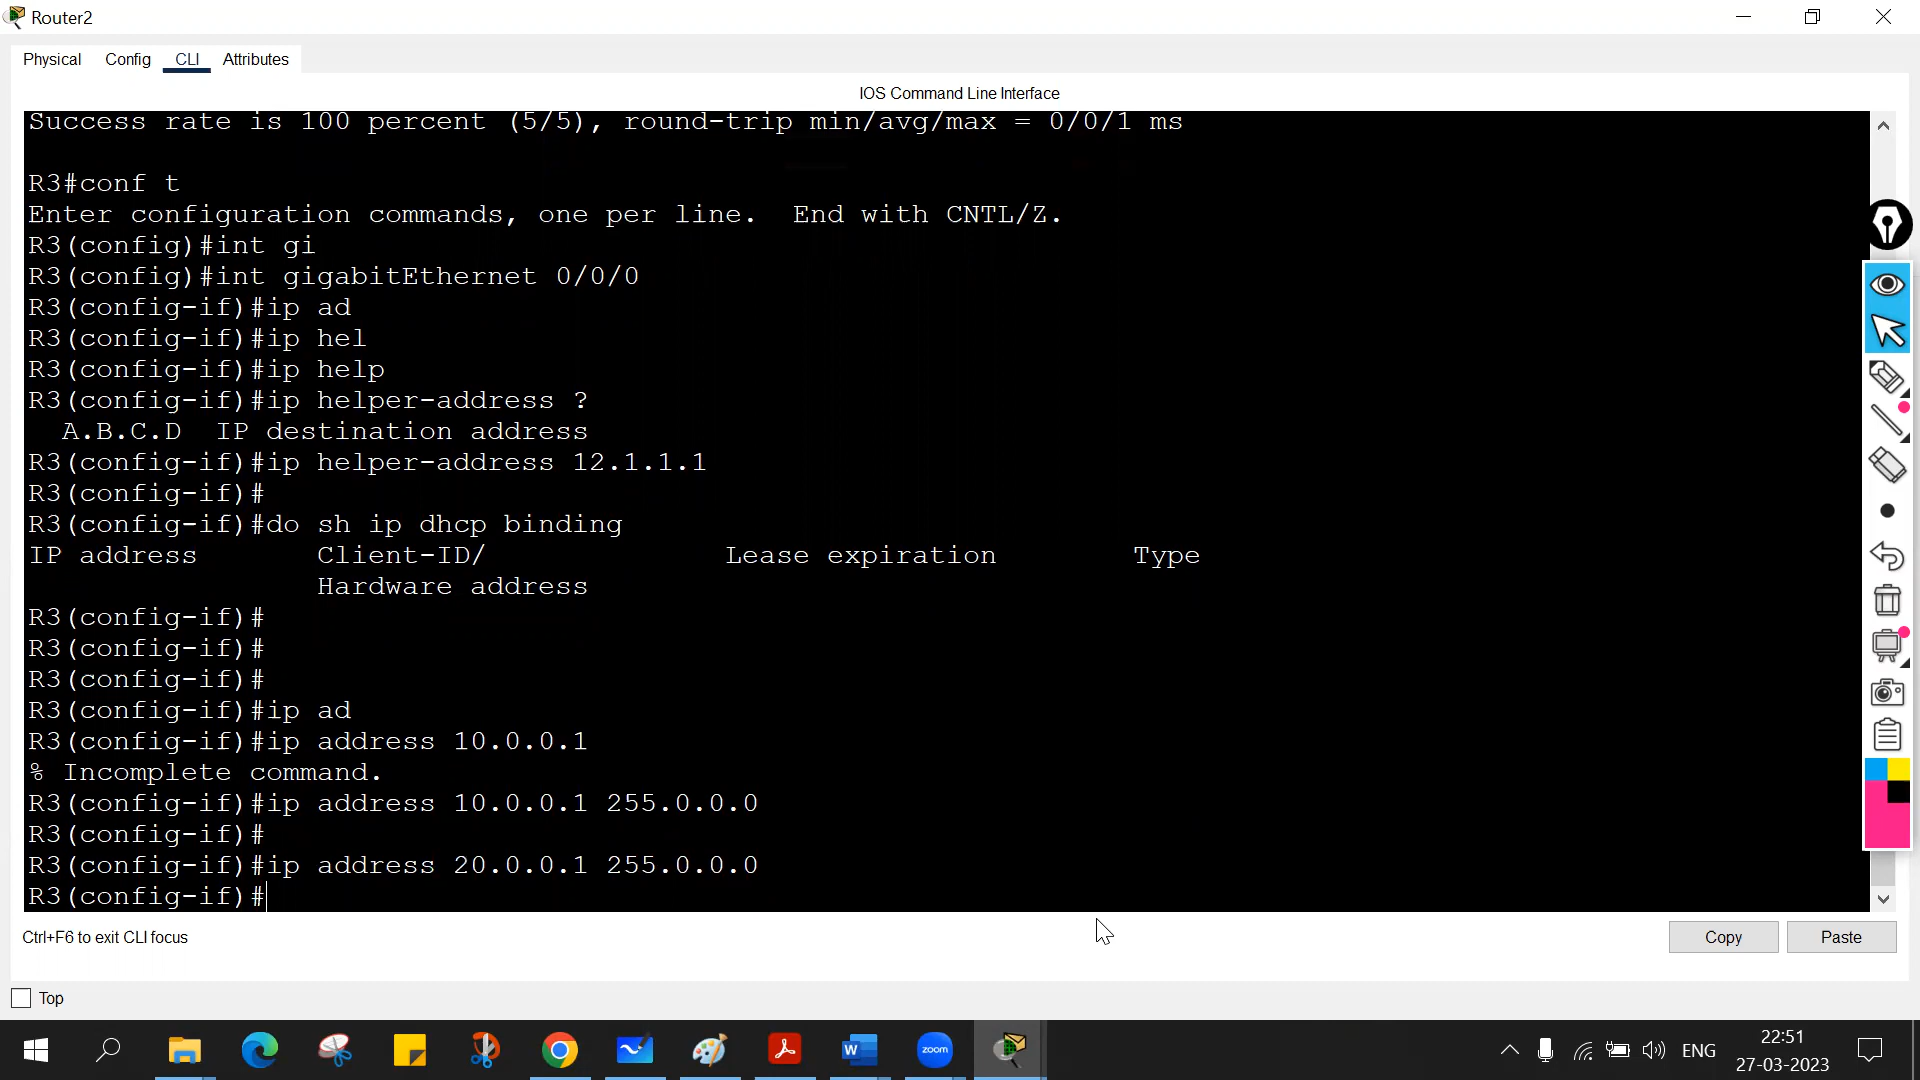 Router2
Physical Config CLI Attributes
IOS Command Line Interface
Success rate is 100 percent (5/5), round-trip min/avg/max = 0/0/1 ms
R3#conf t
Enter configuration commands, one per line.  End with CNTL/Z.
R3(config)#int gi
R3(config)#int gigabitEthernet 0/0/0
R3(config-if)#ip ad
R3(config-if)#ip hel
R3(config-if)#ip help
R3(config-if)#ip helper-address ?
  A.B.C.D  IP destination address
R3(config-if)#ip helper-address 12.1.1.1
R3(config-if)#
R3(config-if)#do sh ip dhcp binding
IP address       Client-ID/              Lease expiration        Type
                 Hardware address
R3(config-if)#
R3(config-if)#
R3(config-if)#
R3(config-if)#ip ad
R3(config-if)#ip address 10.0.0.1
% Incomplete command.
R3(config-if)#ip address 10.0.0.1 255.0.0.0
R3(config-if)#
R3(config-if)#ip address 20.0.0.1 255.0.0.0
R3(config-if)#
Ctrl+F6 to exit CLI focus
Copy Paste
Top
W zoom ENG
22:51
27-03-2023